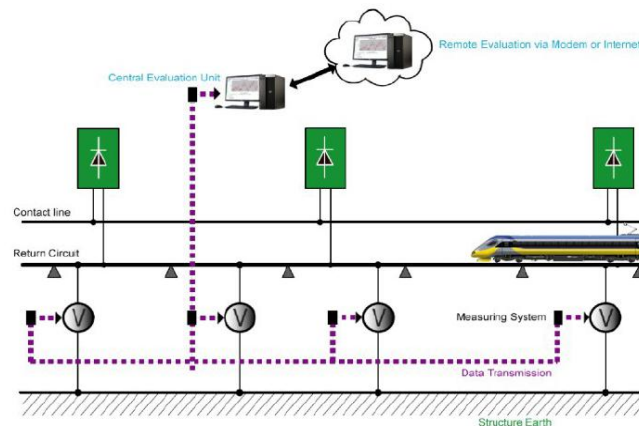 Remote Evaluation via Modem or Internet
Central Evaluation Unit
Contact line
Return Circuit
V
V
V
Measuring System
V
Data Transmission
Structure Earth